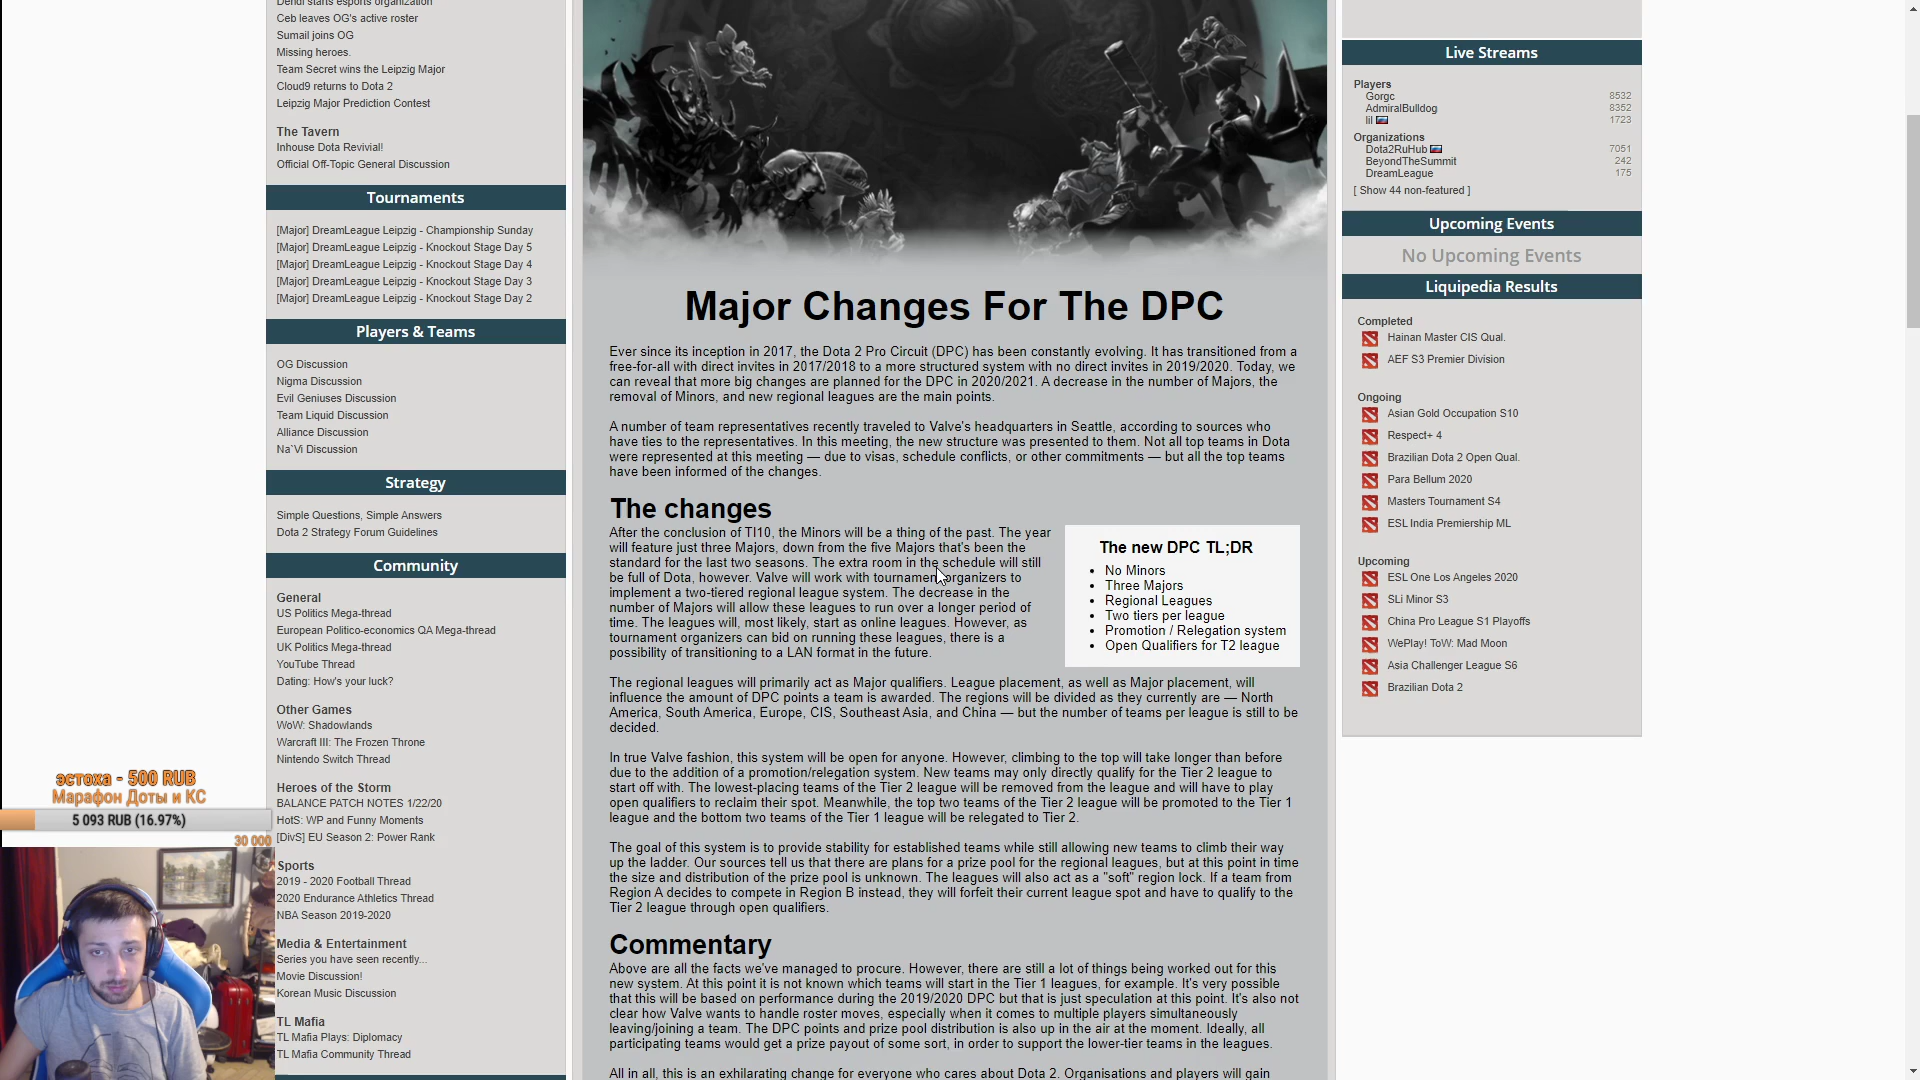 Dendi starts esports organization
Ceb leaves OG's active roster
Sumail joins OG
Missing heroes.
Team Secret wins the Leipzig Major
Cloud9 returns to Dota 2
Leipzig Major Prediction Contest
The Tavern
Inhouse Dota Revivial!
Official Off-Topic General Discussion
Tournaments
[Major] DreamLeague Leipzig - Championship Sunday
[Major] DreamLeague Leipzig - Knockout Stage Day 5
[Major] DreamLeague Leipzig - Knockout Stage Day 4
[Major] DreamLeague Leipzig - Knockout Stage Day 3
[Major] DreamLeague Leipzig - Knockout Stage Day 2
Players & Teams
OG Discussion
Nigma Discussion
Evil Geniuses Discussion
Team Liquid Discussion
Alliance Discussion
Na`Vi Discussion
Strategy
Simple Questions, Simple Answers
Dota 2 Strategy Forum Guidelines
Community
General
US Politics Mega-thread
European Politico-economics QA Mega-thread
UK Politics Mega-thread
YouTube Thread
Dating: How's your luck?
Other Games
WoW: Shadowlands
Warcraft III: The Frozen Throne
Nintendo Switch Thread
Heroes of the Storm
BALANCE PATCH NOTES 1/22/20
HotS: WP and Funny Moments
[DivS] EU Season 2: Power Rank
Sports
2019 - 2020 Football Thread
2020 Endurance Athletics Thread
NBA Season 2019-2020
Media & Entertainment
Series you have seen recently...
Movie Discussion!
Korean Music Discussion
TL Mafia
TL Mafia Plays: Diplomacy
TL Mafia Community Thread
эстоха - 500 RUB
Марафон Доты и КС
5 093 RUB (16.97%)
30 000
Major Changes For The DPC
Ever since its inception in 2017, the Dota 2 Pro Circuit (DPC) has been constantly evolving. It has transitioned from a
free-for-all with direct invites in 2017/2018 to a more structured system with no direct invites in 2019/2020. Today, we
can reveal that more big changes are planned for the DPC in 2020/2021. A decrease in the number of Majors, the
removal of Minors, and new regional leagues are the main points.
A number of team representatives recently traveled to Valve's headquarters in Seattle, according to sources who
have ties to the representatives. In this meeting, the new structure was presented to them. Not all top teams in Dota
were represented at this meeting — due to visas, schedule conflicts, or other commitments — but all the top teams
have been informed of the changes.
The changes
After the conclusion of TI10, the Minors will be a thing of the past. The year
will feature just three Majors, down from the five Majors that's been the
standard for the last two seasons. The extra room in the schedule will still
be full of Dota, however. Valve will work with tournament organizers to
implement a two-tiered regional league system. The decrease in the
number of Majors will allow these leagues to run over a longer period of
time. The leagues will, most likely, start as online leagues. However, as
tournament organizers can bid on running these leagues, there is a
possibility of transitioning to a LAN format in the future.
The new DPC TL;DR
• No Minors
• Three Majors
• Regional Leagues
• Two tiers per league
• Promotion / Relegation system
• Open Qualifiers for T2 league
The regional leagues will primarily act as Major qualifiers. League placement, as well as Major placement, will
influence the amount of DPC points a team is awarded. The regions will be divided as they currently are — North
America, South America, Europe, CIS, Southeast Asia, and China — but the number of teams per league is still to be
decided.
In true Valve fashion, this system will be open for anyone. However, climbing to the top will take longer than before
due to the addition of a promotion/relegation system. New teams may only directly qualify for the Tier 2 league to
start off with. The lowest-placing teams of the Tier 2 league will be removed from the league and will have to play
open qualifiers to reclaim their spot. Meanwhile, the top two teams of the Tier 2 league will be promoted to the Tier 1
league and the bottom two teams of the Tier 1 league will be relegated to Tier 2.
The goal of this system is to provide stability for established teams while still allowing new teams to climb their way
up the ladder. Our sources tell us that there are plans for a prize pool for the regional leagues, but at this point in time
the size and distribution of the prize pool is unknown. The leagues will also act as a "soft" region lock. If a team from
Region A decides to compete in Region B instead, they will forfeit their current league spot and have to qualify to the
Tier 2 league through open qualifiers.
Commentary
Above are all the facts we've managed to procure. However, there are still a lot of things being worked out for this
new system. At this point it is not known which teams will start in the Tier 1 leagues, for example. It's very possible
that this will be based on performance during the 2019/2020 DPC but that is just speculation at this point. It's also not
clear how Valve wants to handle roster moves, especially when it comes to multiple players simultaneously
leaving/joining a team. The DPC points and prize pool distribution is also up in the air at the moment. Ideally, all
participating teams would get a prize payout of some sort, in order to support the lower-tier teams in the leagues.
All in all, this is an exhilarating change for everyone who cares about Dota 2. Organisations and players will gain
Live Streams
Players
Gorgc 8532
AdmiralBulldog 8352
lil 1723
Organizations
Dota2RuHub 7051
BeyondTheSummit 242
DreamLeague 175
[ Show 44 non-featured ]
Upcoming Events
No Upcoming Events
Liquipedia Results
Completed
Hainan Master CIS Qual.
AEF S3 Premier Division
Ongoing
Asian Gold Occupation S10
Respect+ 4
Brazilian Dota 2 Open Qual.
Para Bellum 2020
Masters Tournament S4
ESL India Premiership ML
Upcoming
ESL One Los Angeles 2020
SLi Minor S3
China Pro League S1 Playoffs
WePlay! ToW: Mad Moon
Asia Challenger League S6
Brazilian Dota 2